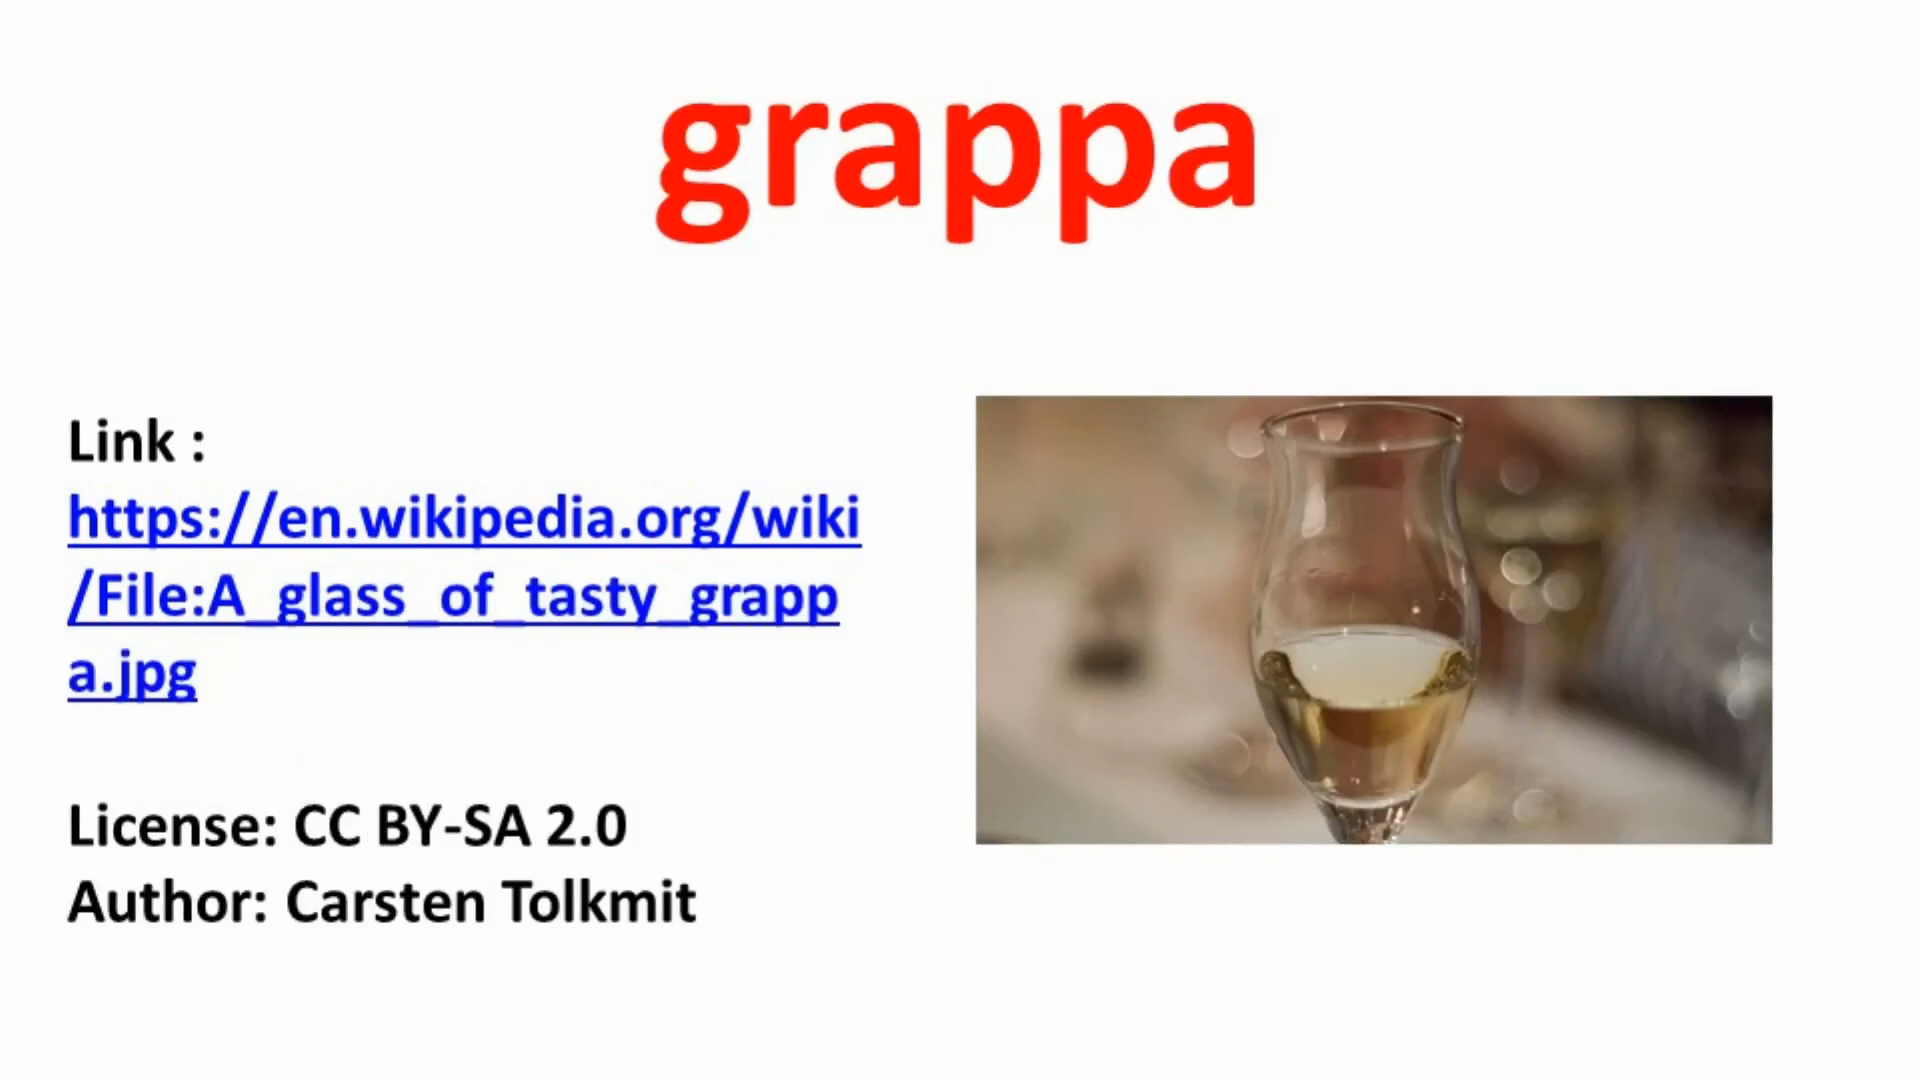 grappa
Link :
https://en.wikipedia.org/wiki
/File:A_glass_of_tasty_grapp
a.jpg
License: CC BY-SA 2.0
Author: Carsten Tolkmit